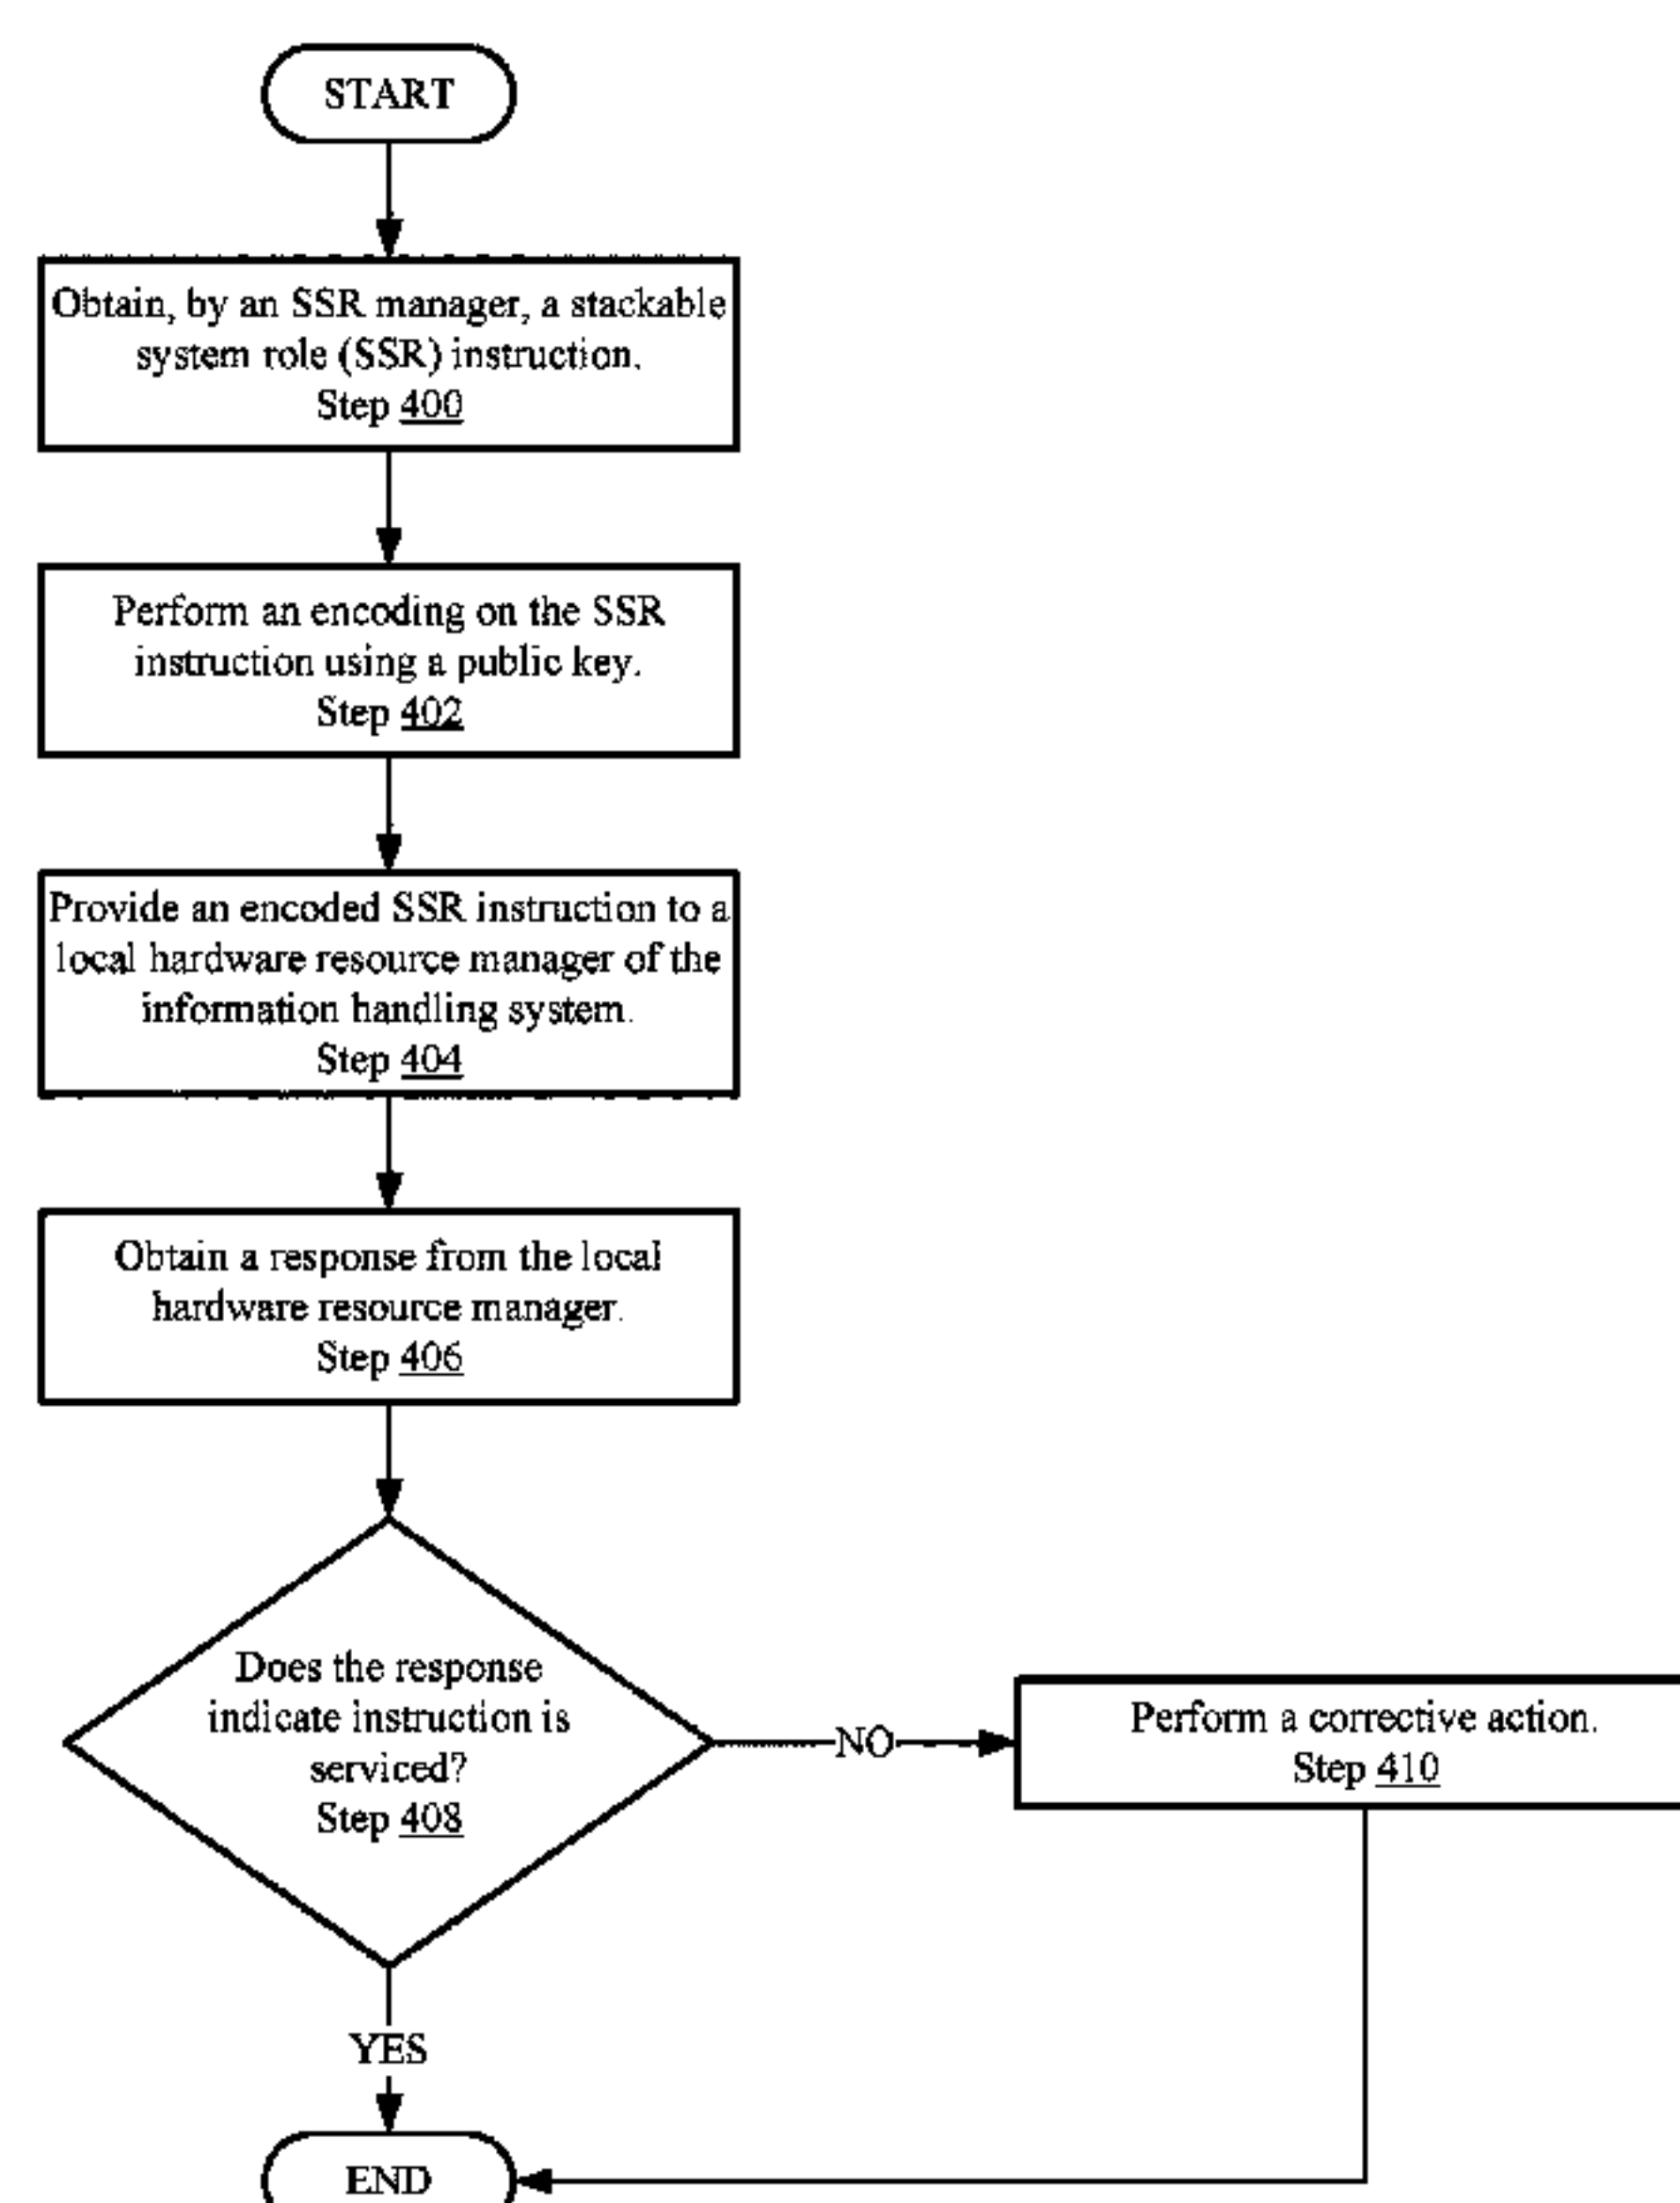 START
Obtain, by an SSR manager, a stackable
system role (SSR) instruction.
Step 400
Perform an encoding on the SSR
instruction using a public key.
Step 402
Provide an encoded SSR instruction to a
local hardware resource manager of the
information handling system.
Step 404
Obtain a response from the local
hardware resource manager.
Step 406
Does the response
indicate instruction is
serviced?
Step 408
NO
Perform a corrective action.
Step 410
YES
END